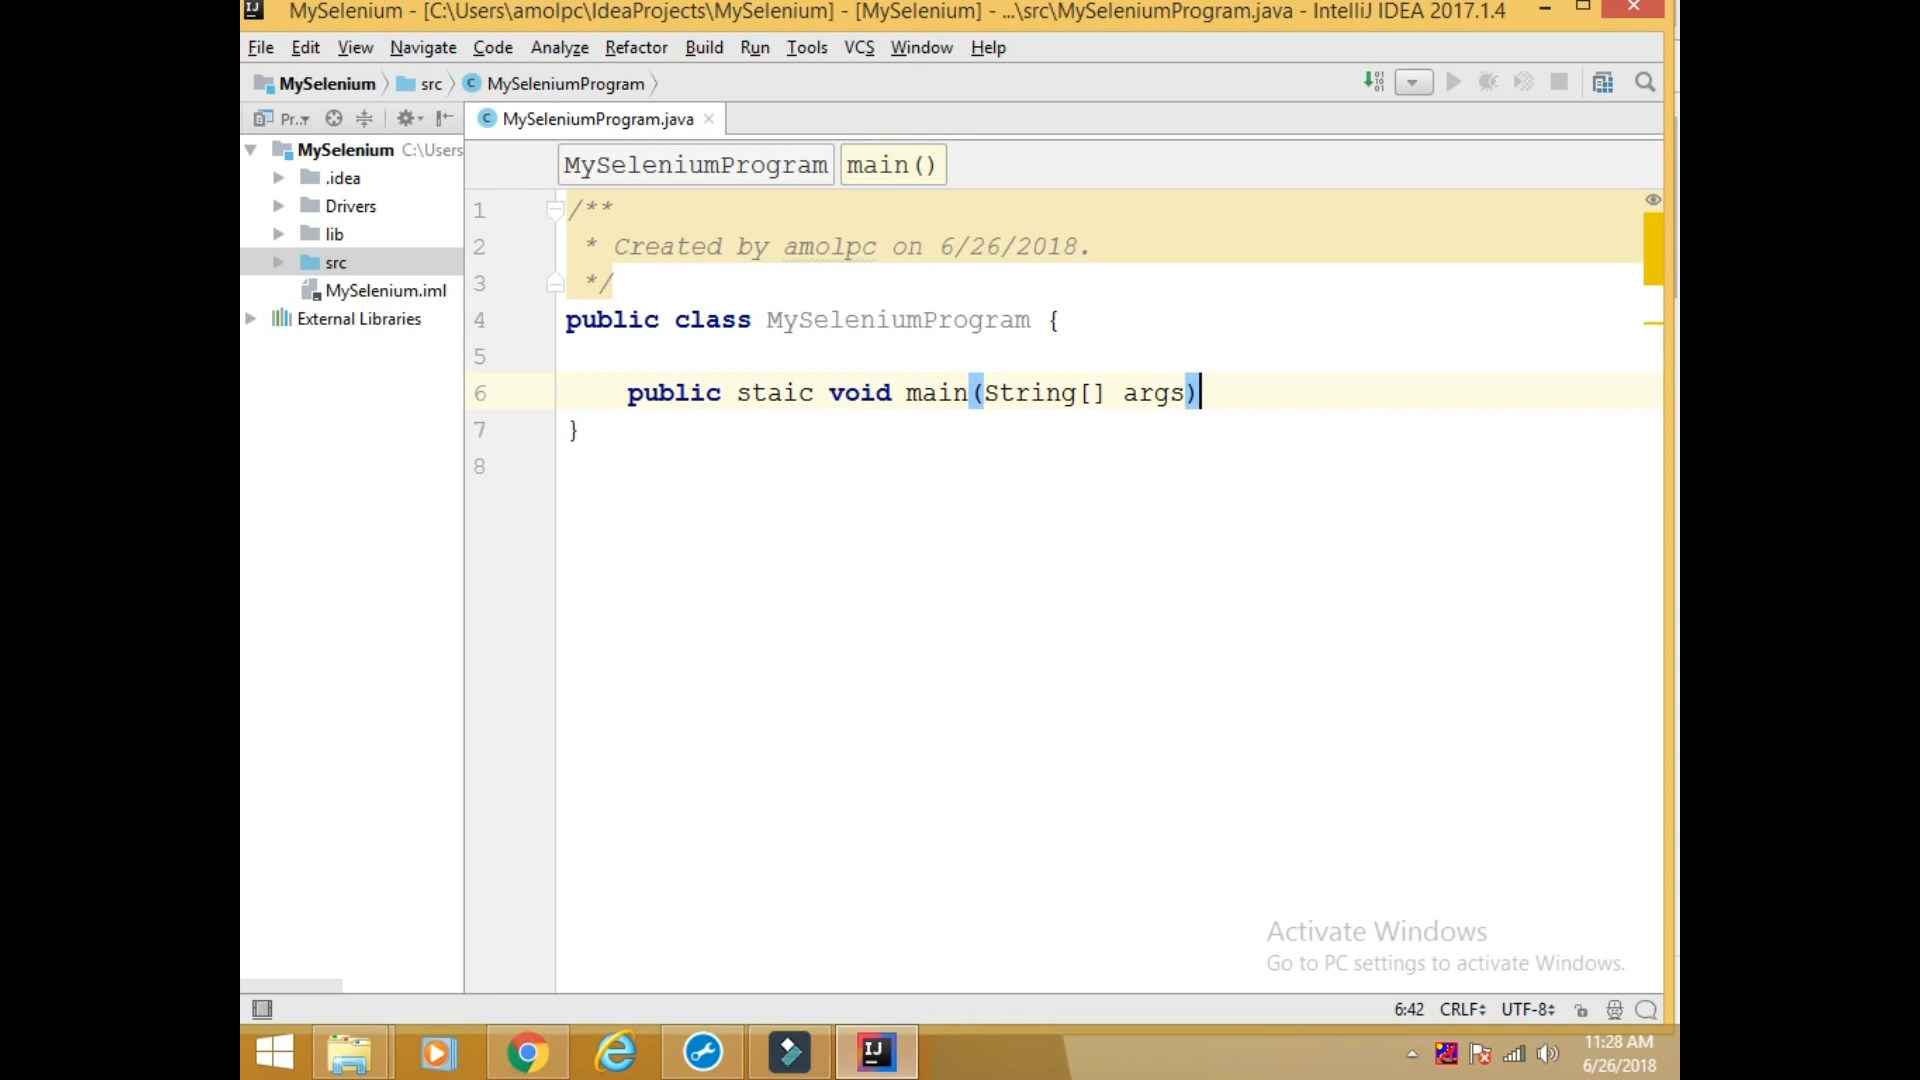 MySelenium - [C:\Users\amolpc\IdeaProjects\MySelenium] - [MySelenium] - ...\src\MySeleniumProgram.java - IntelliJ IDEA 2017.1.4
File Edit View Navigate Code Analyze Refactor Build Run Tools VCS Window Help
MySelenium src MySeleniumProgram
Pr..
MySeleniumProgram.java
MySelenium C:\Users
.idea
Drivers
lib
src
MySelenium.iml
External Libraries
MySeleniumProgram main()
1 /**
2 * Created by amolpc on 6/26/2018.
3 */
4 public class MySeleniumProgram {
5
6 public staic void main(String[] args)
7 }
8
Activate Windows
Go to PC settings to activate Windows.
6:42 CRLF UTF-8
11:28 AM
6/26/2018